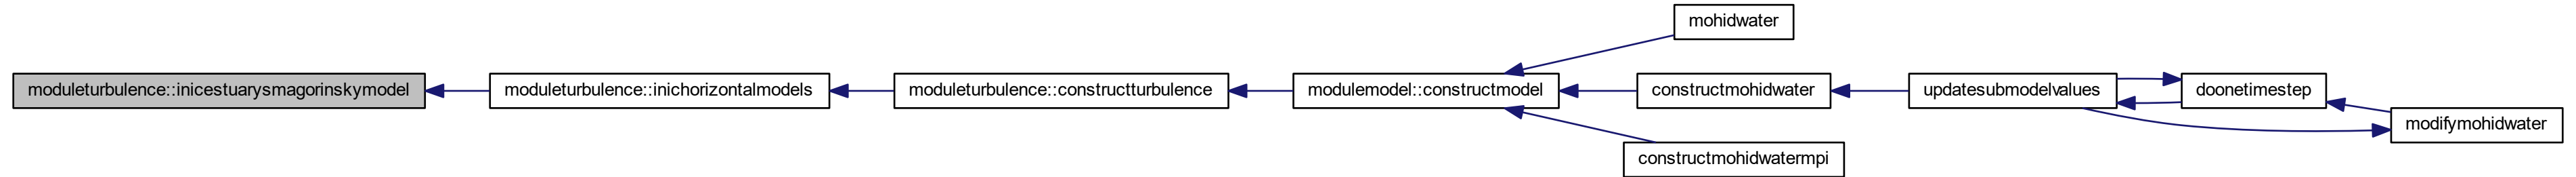 mohidwater
moduleturbulence::inicestuarysmagorinskymodel
moduleturbulence::inichorizontalmodels
moduleturbulence::constructturbulence
modulemodel::constructmodel
constructmohidwater
updatesubmodelvalues
doonetimestep
modifymohidwater
constructmohidwatermpi